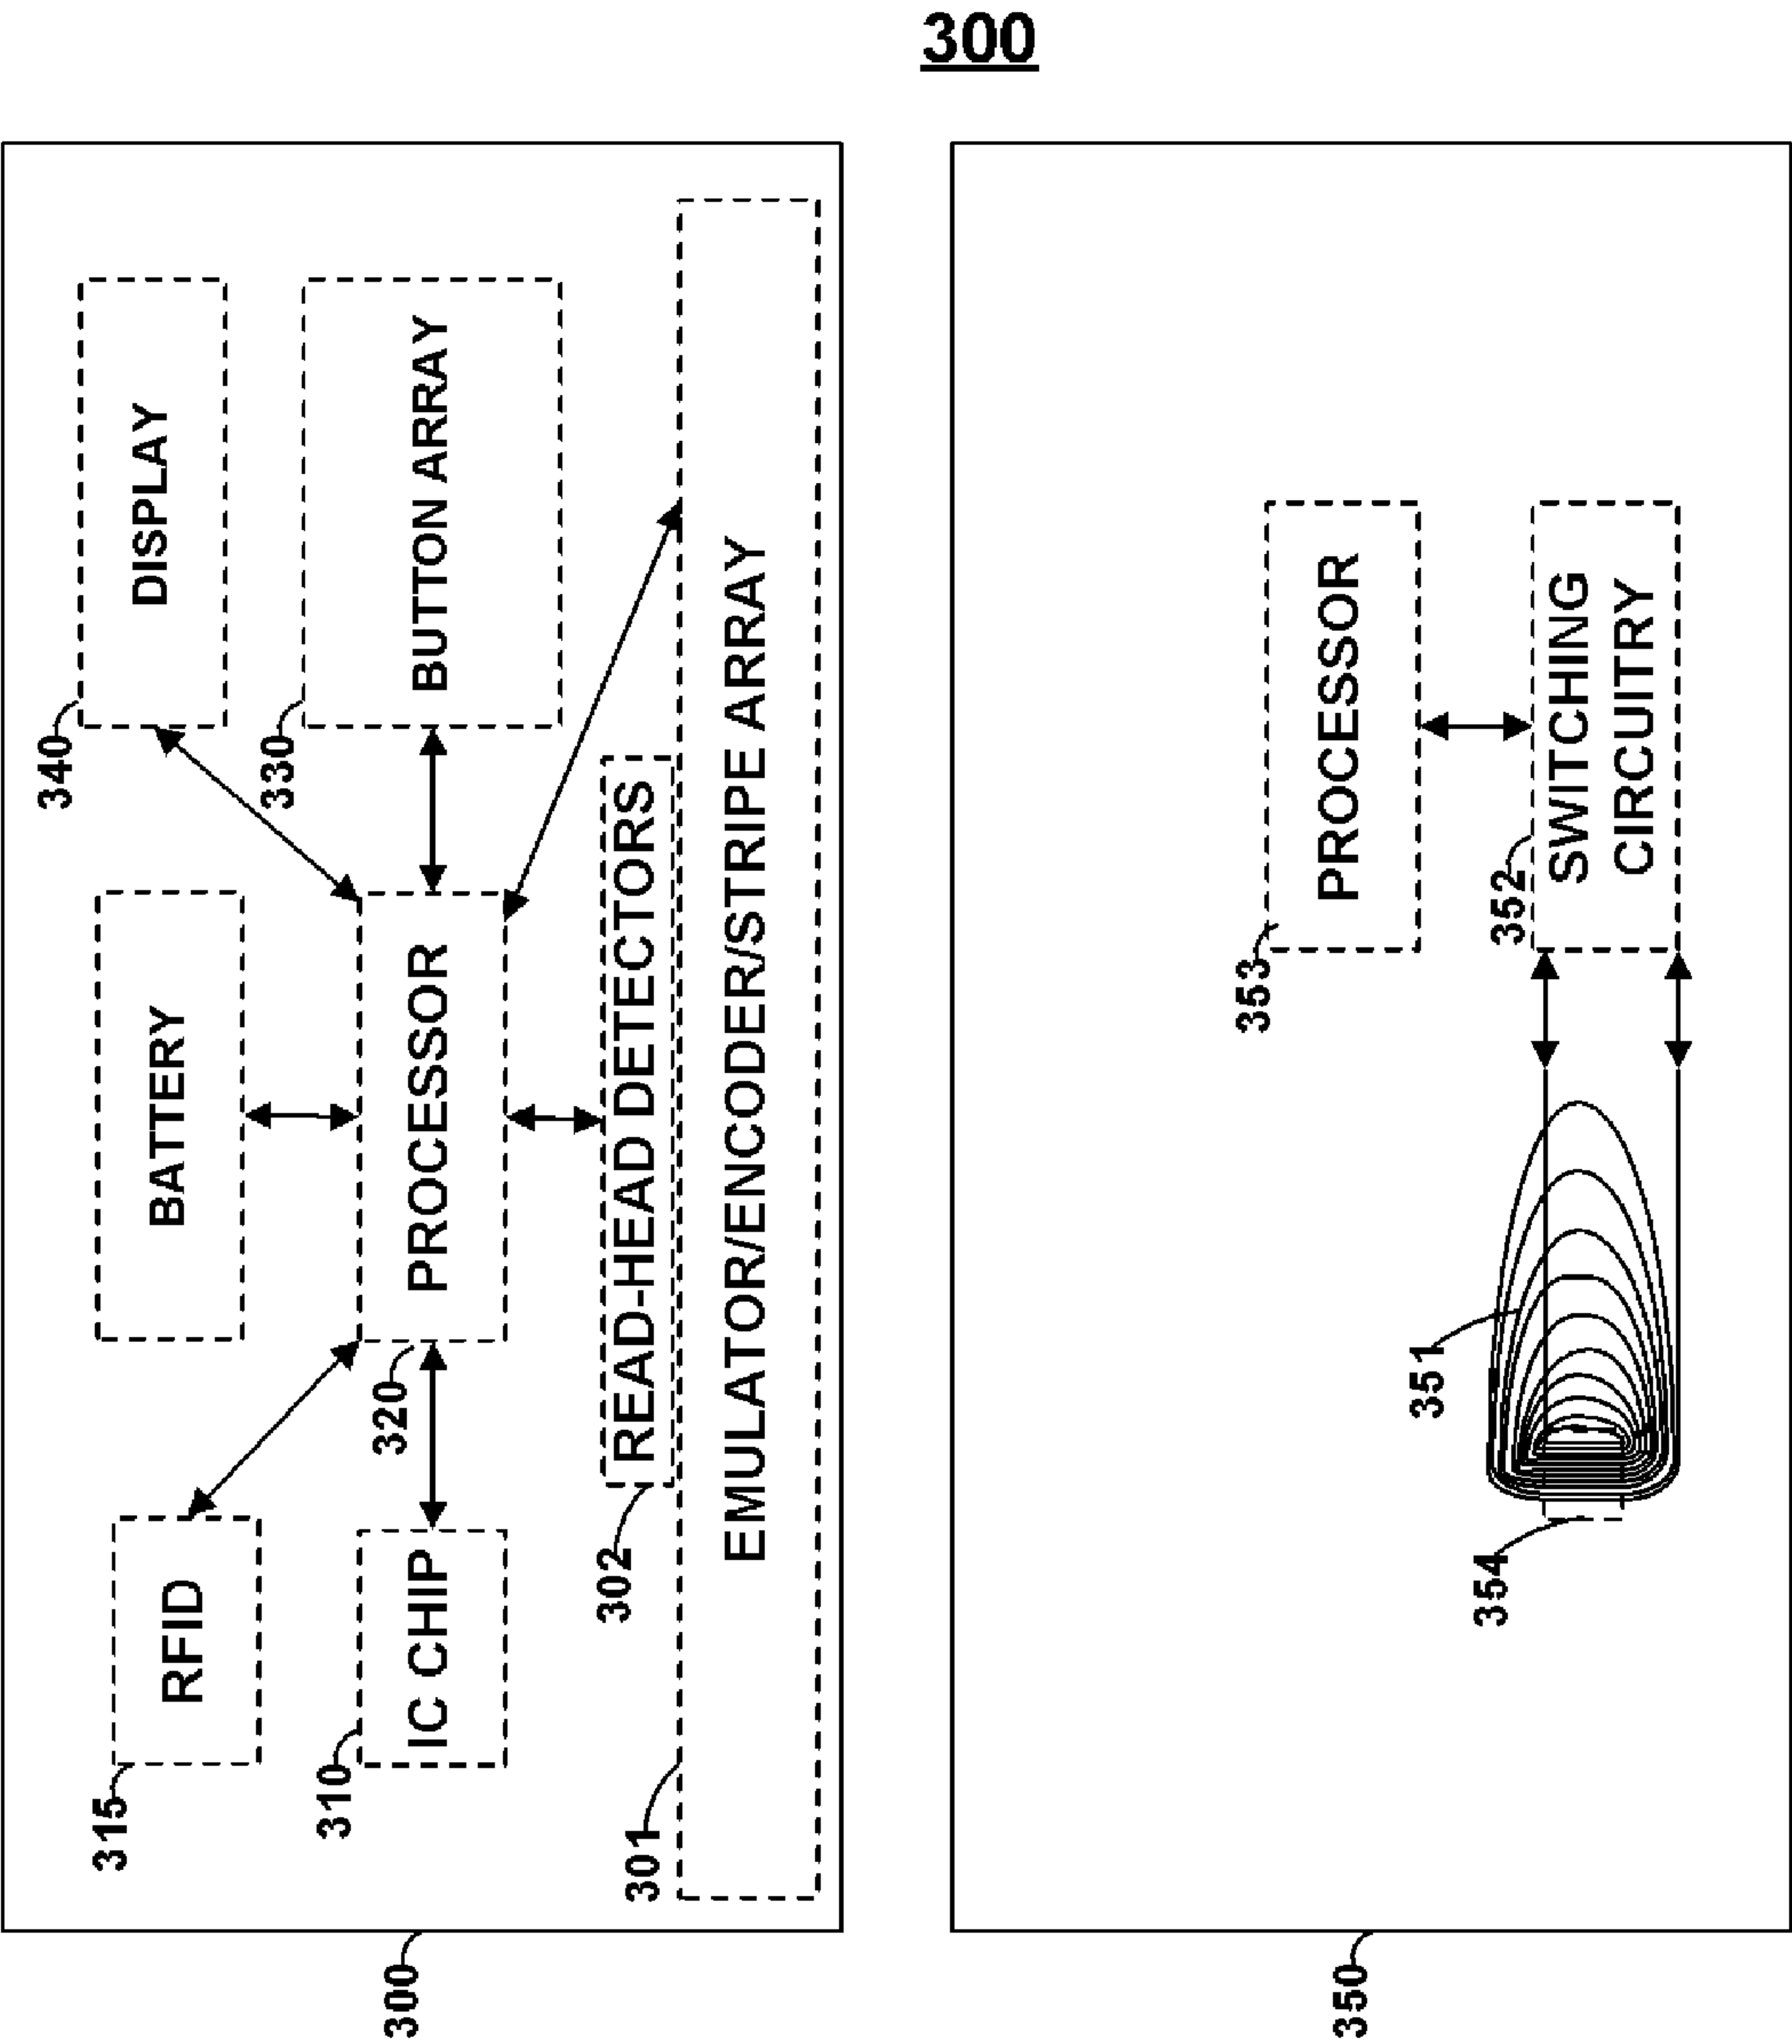 300
340
DISPLAY
330
BUTTON ARRAY
BATTERY
PROCESSOR
320
315
RFID
310
IC CHIP
302
READ-HEAD DETECTORS
301
EMULATOR/ENCODER/STRIPE ARRAY
300
353
PROCESSOR
352
SWITCHING
CIRCUITRY
351
354
350